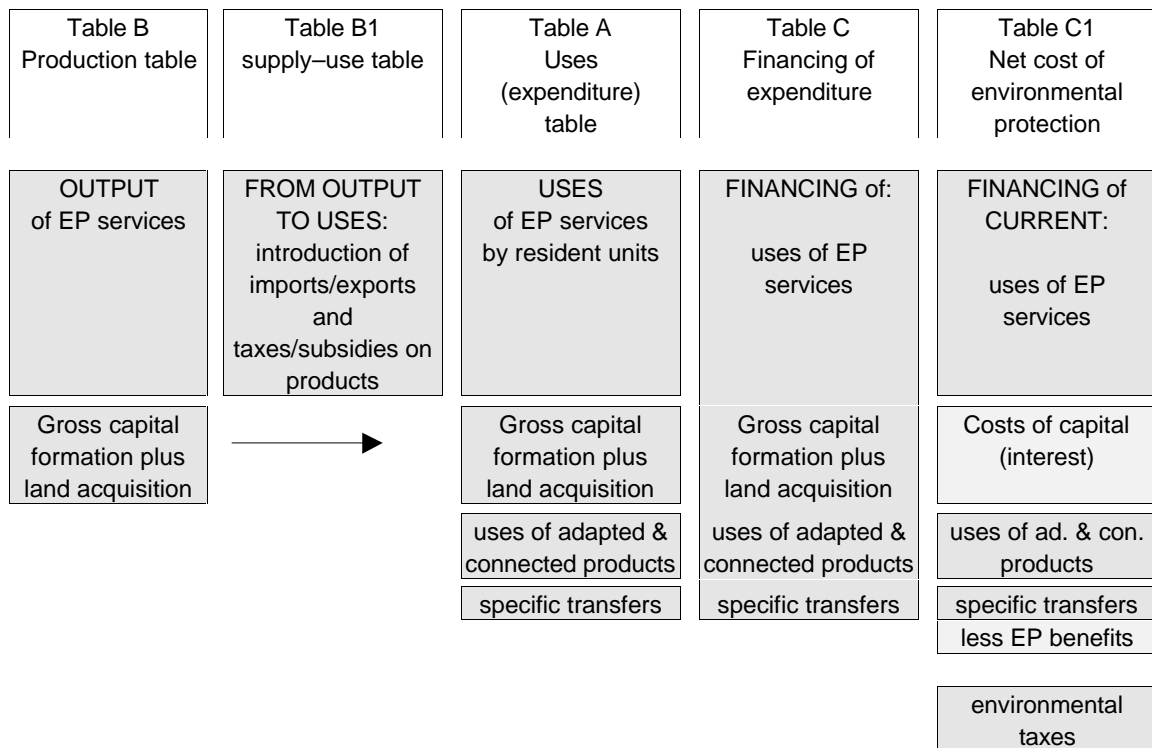 Table B
Production table
Table B1
supply–use table
Table A
Uses
(expenditure)
table
Table C
Financing of
expenditure
Table C1
Net cost of
environmental
protection
OUTPUT
of EP services
FROM OUTPUT
TO USES:
introduction of
imports/exports
and
taxes/subsidies on
products
USES
of EP services
by resident units
FINANCING of:
uses of EP
services
FINANCING of
CURRENT:
uses of EP
services
Gross capital
formation plus
land acquisition
Gross capital
formation plus
land acquisition
Gross capital
formation plus
land acquisition
Costs of capital
(interest)
uses of adapted &
connected products
uses of adapted &
connected products
uses of ad. & con.
products
specific transfers
specific transfers
specific transfers
less EP benefits
environmental
taxes